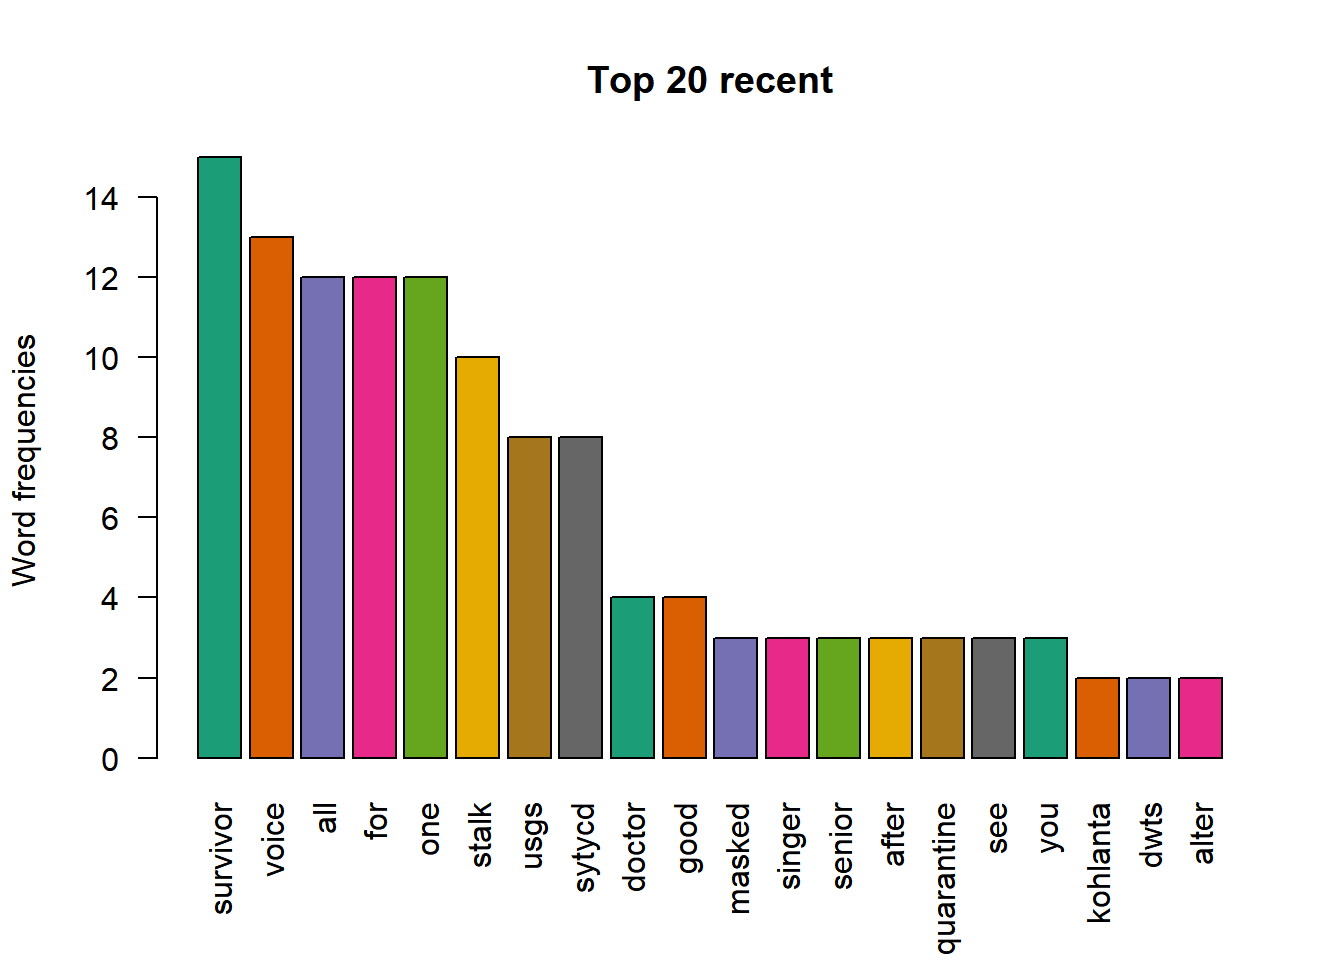 Top 20 recent
Word frequencies
14
12
10
8
6
4
2
0
survivor
voice
all
for
one
stalk
usgs
sytycd
doctor
good
masked
singer
senior
after
quarantine
see
you
kohlanta
dwts
alter